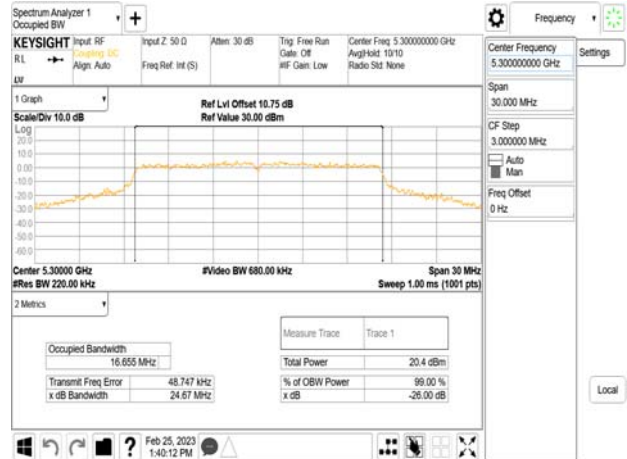 Spectrum Analyzer 1
Occupied BW
Frequency
KEYSIGHT
Input: RF
Input Z: 50 Ω
Atten: 30 dB
Trig: Free Run
Center Freq: 5.300000000 GHz
RL
Coupling: DC
Gate: Off
Avg|Hold: 10/10
Align: Auto
Freq Ref: Int (S)
#IF Gain: Low
Radio Std: None
Center Frequency
5.300000000 GHz
Settings
Span
30.000 MHz
CF Step
3.000000 MHz
Auto
Man
Freq Offset
0 Hz
Local
1 Graph
Ref Lvl Offset 10.75 dB
Scale/Div 10.0 dB
Ref Value 30.00 dBm
Log
20.0
10.0
0.00
-10.0
-20.0
-30.0
-40.0
-50.0
-60.0
Center 5.30000 GHz
#Video BW 680.00 kHz
Span 30 MHz
#Res BW 220.00 kHz
Sweep 1.00 ms (1001 pts)
2 Metrics
Measure Trace
Trace 1
Occupied Bandwidth
16.655 MHz
Total Power
20.4 dBm
Transmit Freq Error
48.747 kHz
% of OBW Power
99.00 %
x dB Bandwidth
24.67 MHz
x dB
-26.00 dB
?
Feb 25, 2023
1:40:12 PM